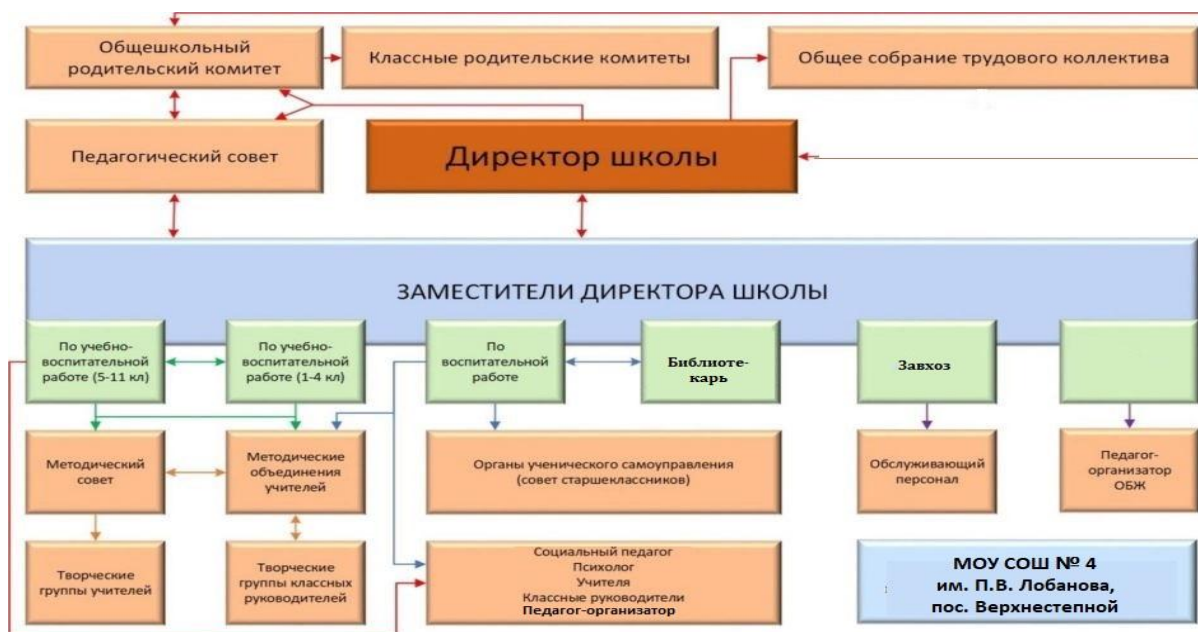 Общешкольный
родительский комитет
Классные родительские комитеты
Общее собрание трудового коллектива
Педагогический совет
Директор школы
ЗАМЕСТИТЕЛИ ДИРЕКТОРА ШКОЛЫ
По учебно-
воспитательной
работе (5-11 кл)
По учебно-
воспитательной
работе (1-4 кл)
По
воспитательной
работе
Библиоте-
карь
Завхоз
Методический
совет
Методические
объединения
учителей
Органы ученического самоуправления
(совет старшеклассников)
Обслуживающий
персонал
Педагог-
организатор
ОБЖ
Творческие
группы учителей
Творческие
группы классных
руководителей
Социальный педагог
Психолог
Учителя
Классные руководители
Педагог-организатор
МОУ СОШ № 4
им. П.В. Лобанова,
пос. Верхнестепной